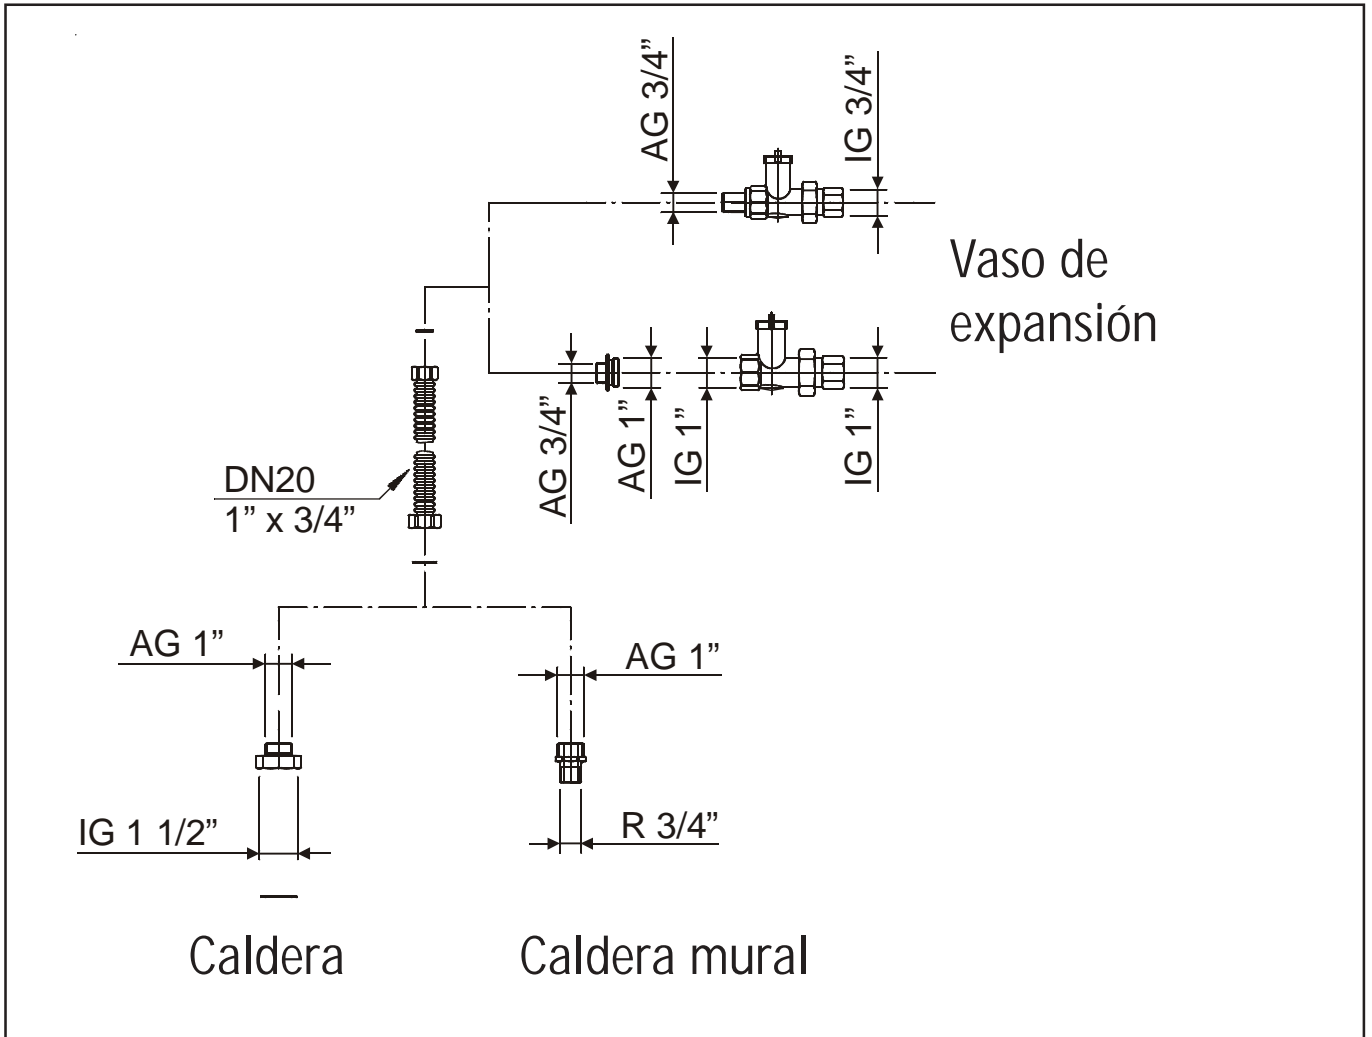 AG 3/4”
IG 3/4”
Vaso de
expansión
AG 3/4”
AG 1”
IG 1”
IG 1”
DN20
1” x 3/4”
AG 1”
AG 1”
IG 1 1/2”
R 3/4”
Caldera
Caldera mural